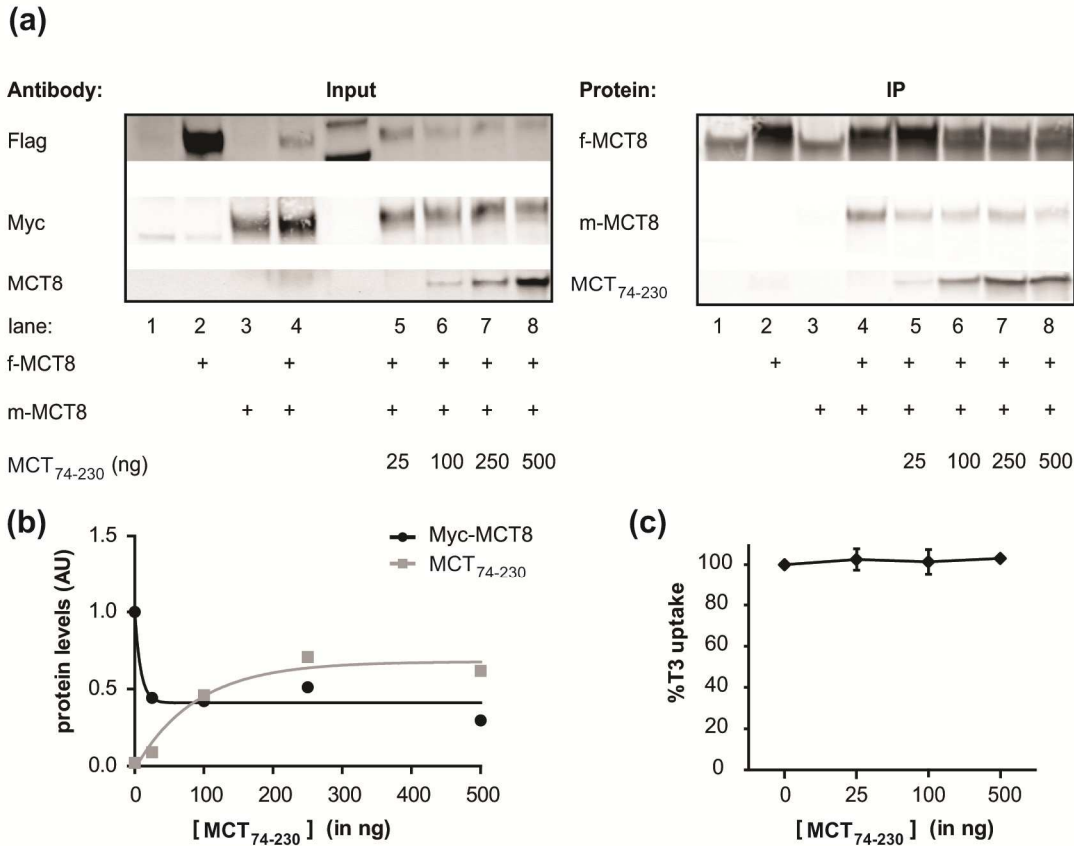 (a)
Antibody: Input Protein: IP
Flag f-MCT8
Myc m-MCT8
MCT8 MCT74-230
lane: 1 2 3 4 5 6 7 8 1 2 3 4 5 6 7 8
f-MCT8 + + + + + + + + + + + +
m-MCT8 + + + + + + + + + + + +
MCT74-230 (ng) 25 100 250 500 25 100 250 500
(b)
Myc-MCT8
MCT74-230
protein levels (AU)
1.5
1.0
0.5
0.0
0 100 200 300 400 500
[ MCT74-230 ] (in ng)
(c)
%T3 uptake
100
80
60
40
20
0
0 25 100 500
[ MCT74-230 ] (in ng)